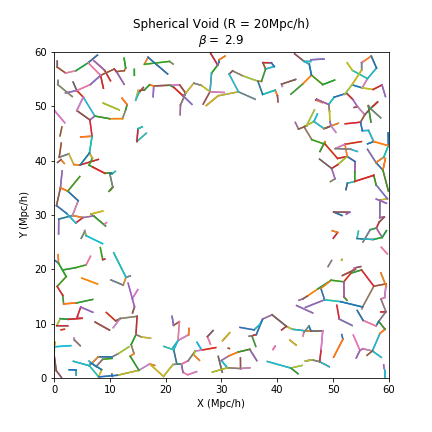 Spherical Void (R = 20Mpc/h)
β = 2.9
60
50
40
30
20
10
0
Y (Mpc/h)
0 10 20 30 40 50 60
X (Mpc/h)